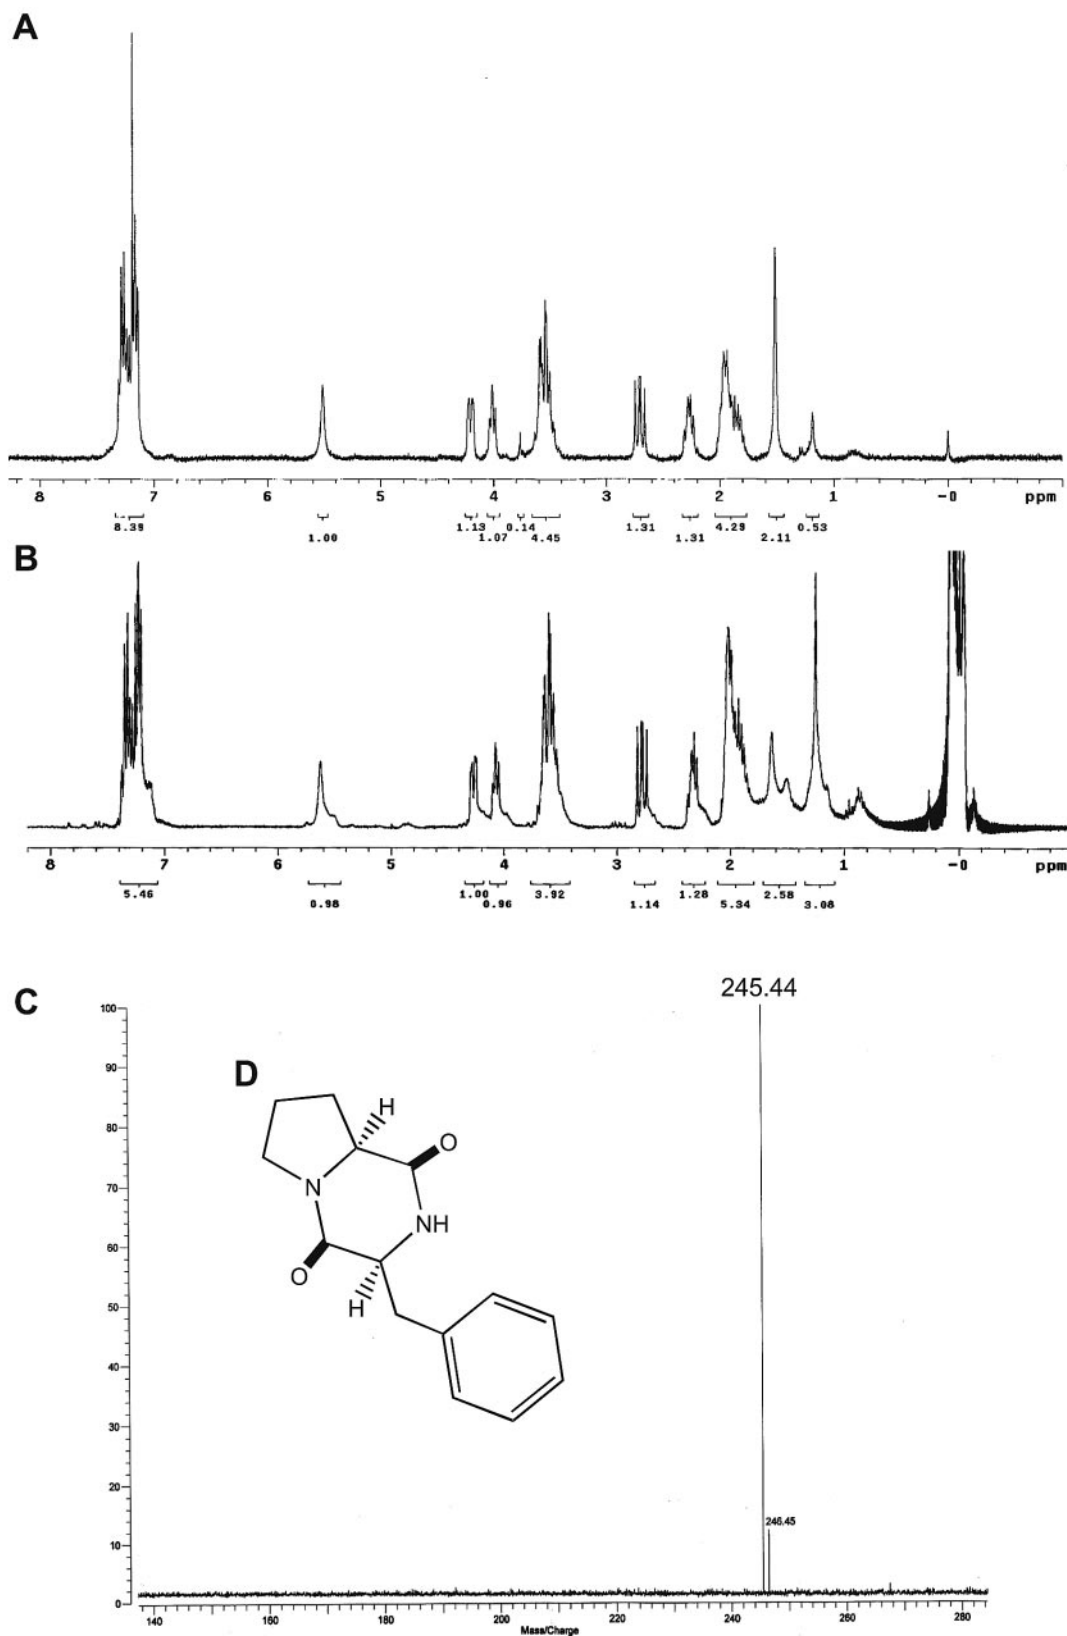 A
8 7 6 5 4 3 2 1 -0 ppm
8.39 1.00 1.13 1.07 0.14 4.45 1.31 1.31 4.29 2.11 0.53
B
8 7 6 5 4 3 2 1 -0 ppm
5.46 0.98 1.00 0.96 3.92 1.14 1.28 5.34 2.58 3.08
C
245.44
100
90
D
H
80
O
70
N
NH
60
O
H
50
40
30
20
246.45
10
0
140 160 180 200 220 240 260 280
Mass/Charge